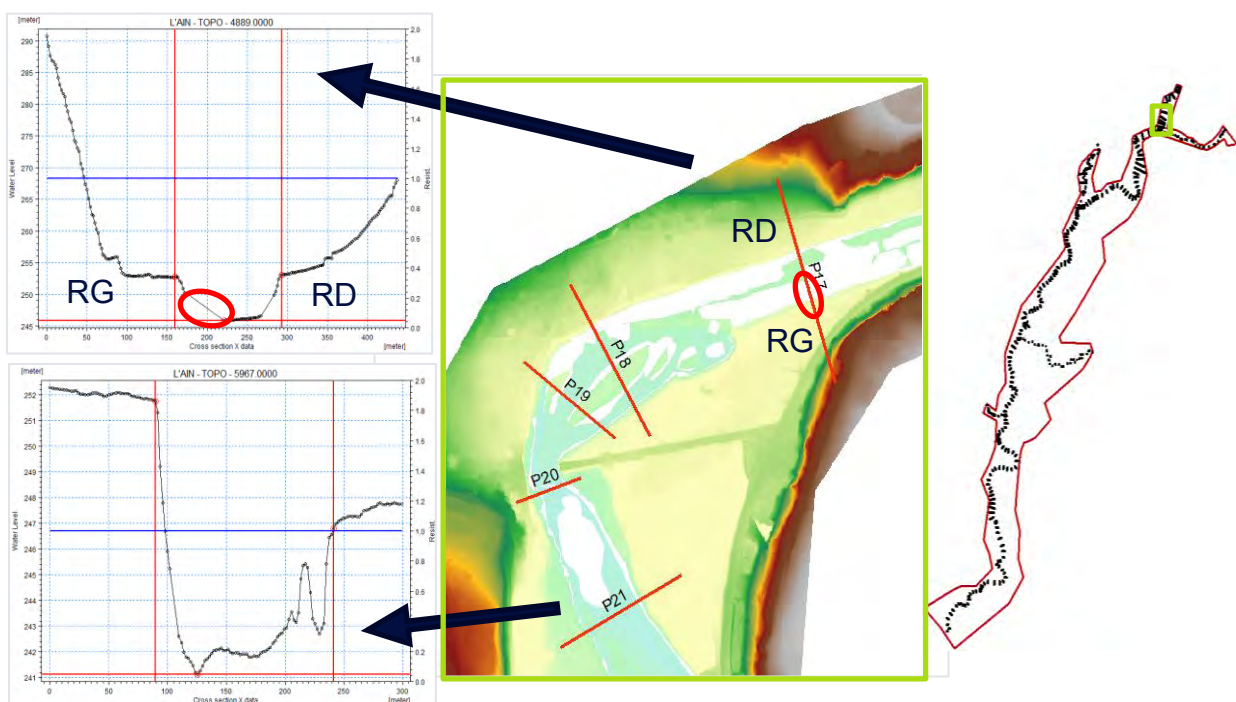 L'AIN - TOPO - 4889.0000
[meter]
290
285
280
275
270
265
260
255
250
245
Water Level
2.0
1.8
1.6
1.4
1.2
1.0
0.8
0.6
0.4
0.2
0.0
Resist.
0 50 100 150 200 250 300 350 400
Cross section X data
[meter]
RG
RD
L'AIN - TOPO - 5967.0000
[meter]
252
251
250
249
248
247
246
245
244
243
242
241
Water Level
2.0
1.8
1.6
1.4
1.2
1.0
0.8
0.6
0.4
0.2
0.0
Resist.
0 50 100 150 200 250 300
Cross section X data
[meter]
RD
P17
RG
P18
P19
P20
P21